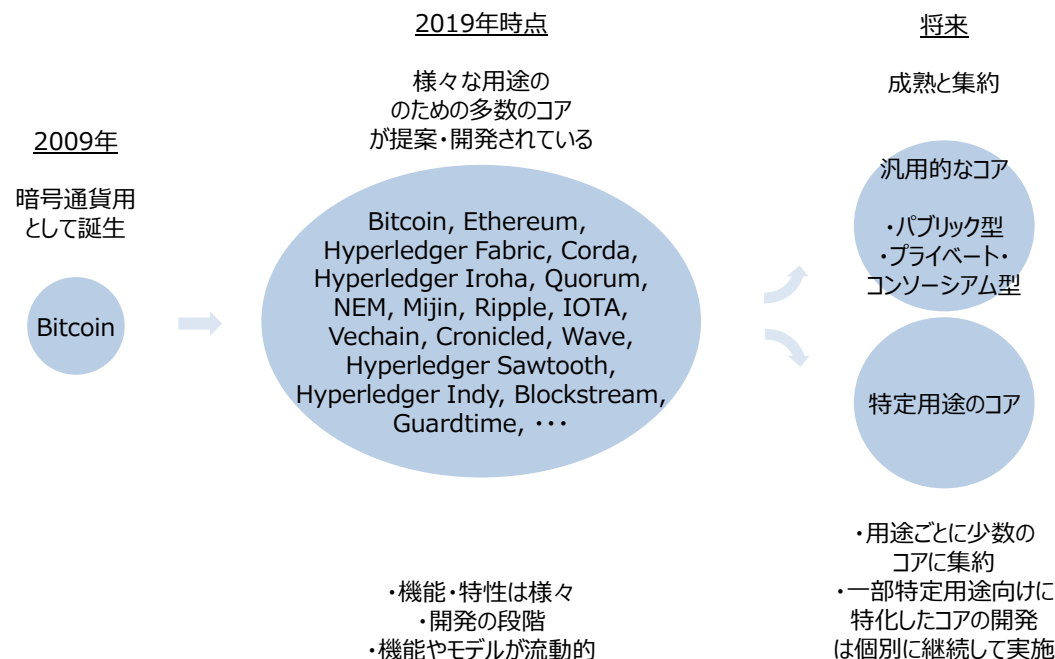 2009年
暗号通貨用
として誕生
Bitcoin
2019年時点
様々な用途の
のための多数のコア
が提案・開発されている
Bitcoin, Ethereum,
Hyperledger Fabric, Corda,
Hyperledger Iroha, Quorum,
NEM, Mijin, Ripple, IOTA,
Vechain, Cronicled, Wave,
Hyperledger Sawtooth,
Hyperledger Indy, Blockstream,
Guardtime, ・・・
・機能・特性は様々
・開発の段階
・機能やモデルが流動的
将来
成熟と集約
汎用的なコア
・パブリック型
・プライベート・
コンソーシアム型
特定用途のコア
・用途ごとに少数の
コアに集約
・一部特定用途向けに
特化したコアの開発
は個別に継続して実施